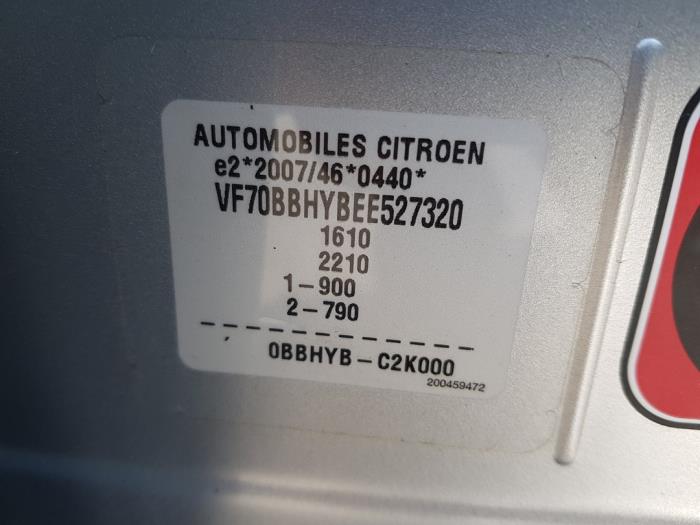 AUTOMOBILES CITROEN
e2*2007/46*0440*
VF70BBHYBEE527320
1610
2210
1-900
2-790
0BBHYB-C2K000
200459472